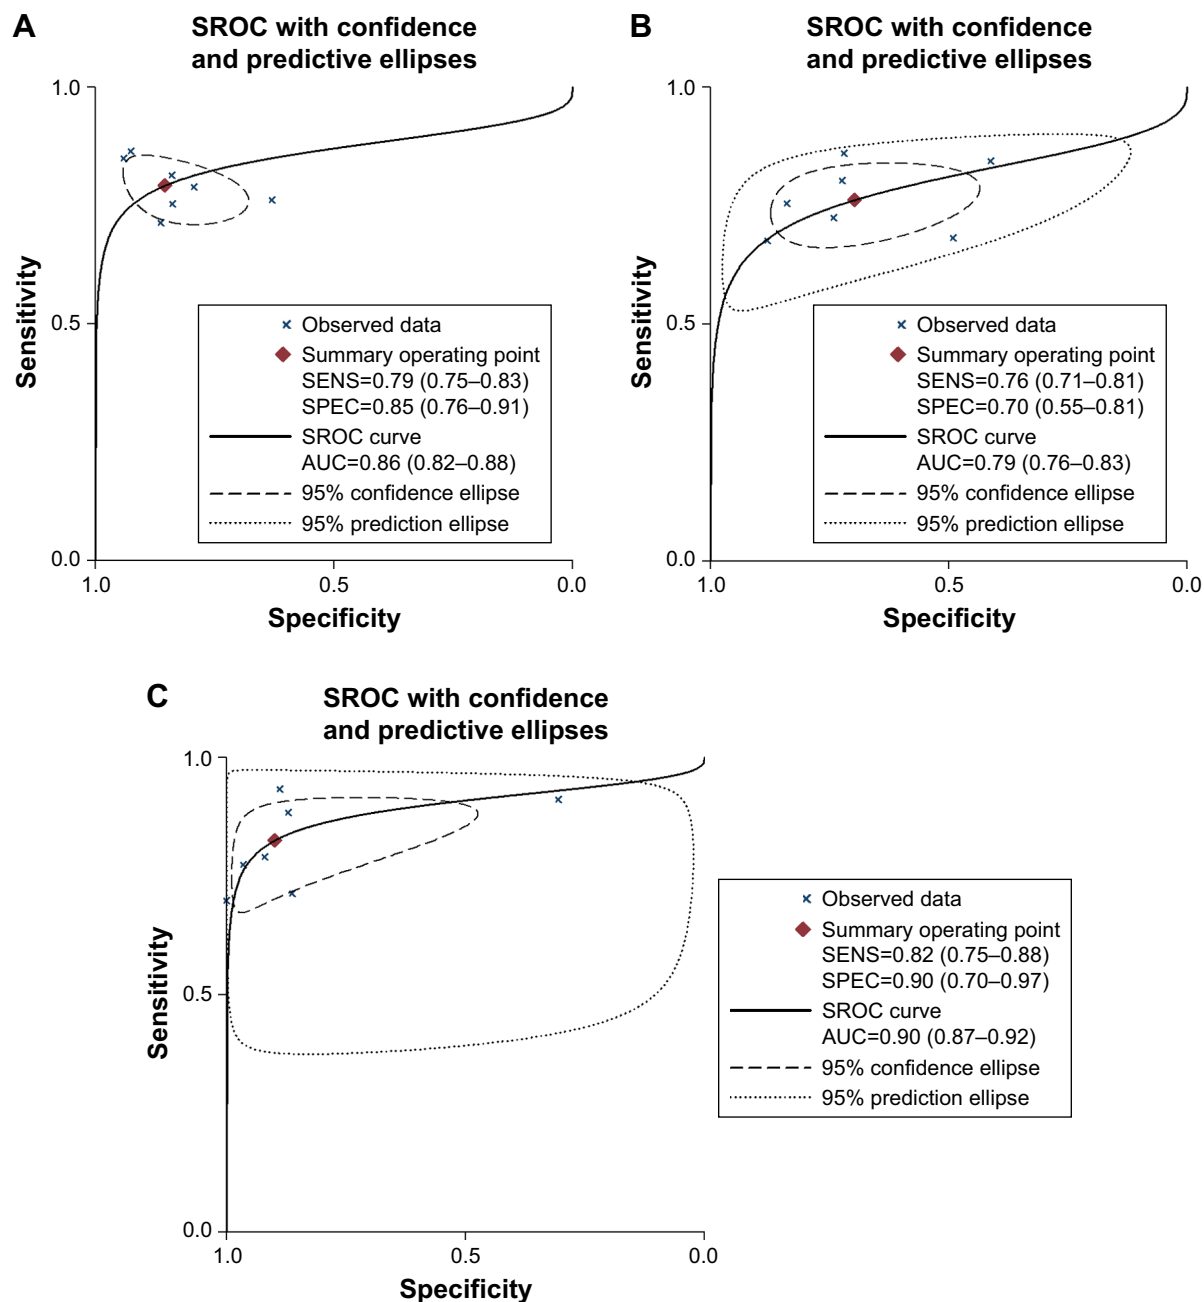 A
SROC with confidence
and predictive ellipses
1.0
0.5
0.0
Sensitivity
1.0
0.5
0.0
Specificity
Observed data
Summary operating point
SENS=0.79 (0.75–0.83)
SPEC=0.85 (0.76–0.91)
SROC curve
AUC=0.86 (0.82–0.88)
95% confidence ellipse
95% prediction ellipse
B
SROC with confidence
and predictive ellipses
1.0
0.5
0.0
Sensitivity
1.0
0.5
0.0
Specificity
Observed data
Summary operating point
SENS=0.76 (0.71–0.81)
SPEC=0.70 (0.55–0.81)
SROC curve
AUC=0.79 (0.76–0.83)
95% confidence ellipse
95% prediction ellipse
C
SROC with confidence
and predictive ellipses
1.0
0.5
0.0
Sensitivity
1.0
0.5
0.0
Specificity
Observed data
Summary operating point
SENS=0.82 (0.75–0.88)
SPEC=0.90 (0.70–0.97)
SROC curve
AUC=0.90 (0.87–0.92)
95% confidence ellipse
95% prediction ellipse